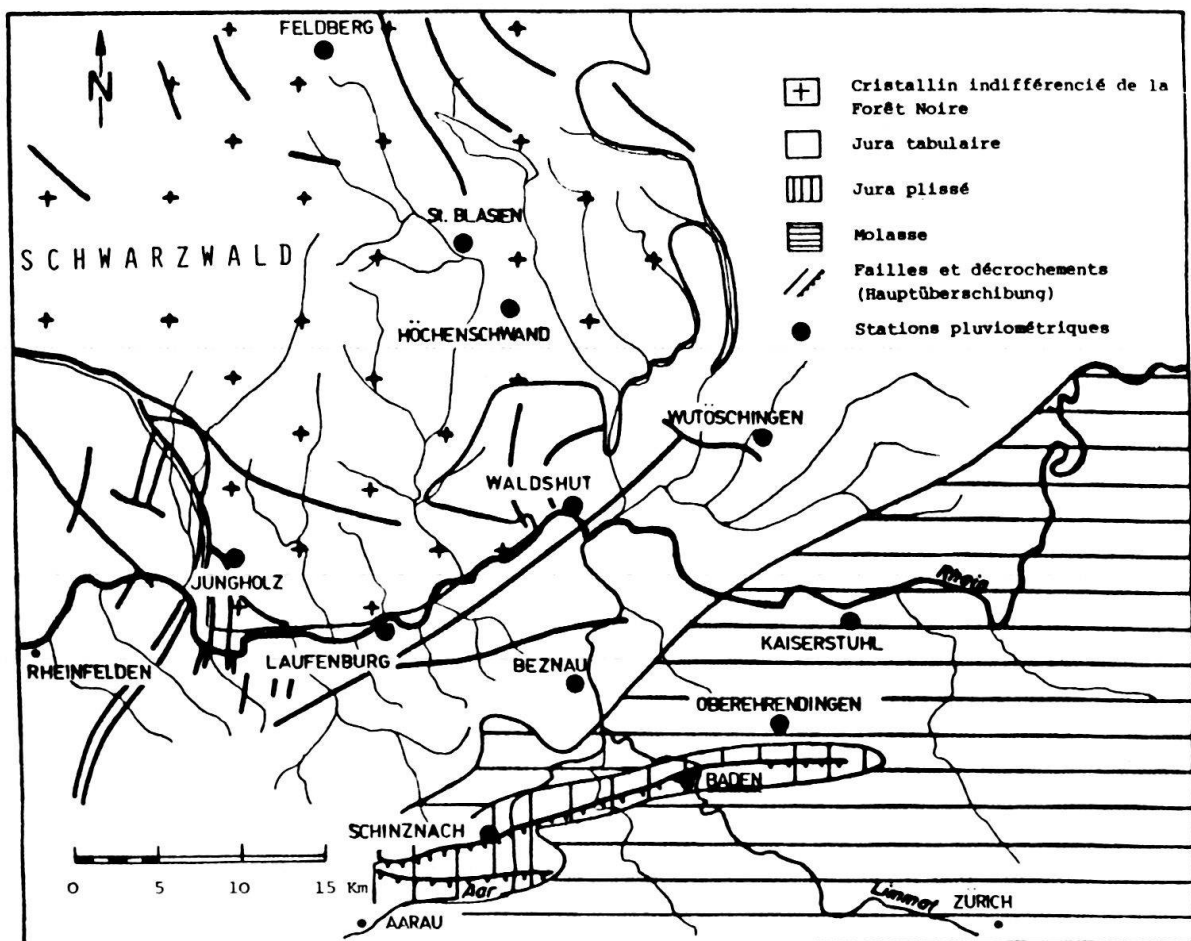 FELDBERG
N
St. BLASIEN
SCHWARZWALD
HÖCHENSCHWAND
WUTÖSCHINGEN
WALDSHUT
JUNGHOLZ
Rhein
RHEINFELDEN
LAUFENBURG
BEZNAU
KAISERSTUHL
OBEREHRENDINGEN
BADEN
SCHINZNACH
0 5 10 15 Km
Aar
AARAU
Limmat
ZÜRICH
Cristallin indifférencié de la
Forêt Noire
Jura tabulaire
Jura plissé
Molasse
Failles et décrochements
(Hauptüberschibung)
Stations pluviométriques